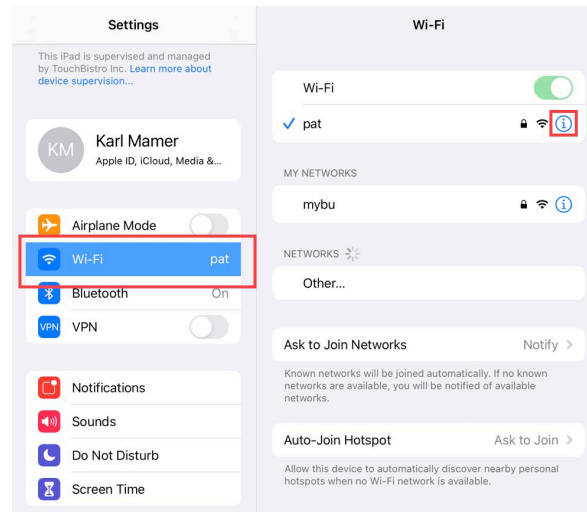 Settings
This iPad is supervised and managed
by TouchBistro Inc. Learn more about
device supervision...
KM
Karl Mamer
Apple ID, iCloud, Media &...
Airplane Mode
Wi-Fi pat
Bluetooth On
VPN VPN
Notifications
Sounds
Do Not Disturb
Screen Time
Wi-Fi
Wi-Fi
pat
MY NETWORKS
mybu
NETWORKS
Other...
Ask to Join Networks Notify
Known networks will be joined automatically. If no known
networks are available, you will be notified of available
networks.
Auto-Join Hotspot Ask to Join
Allow this device to automatically discover nearby personal
hotspots when no Wi-Fi network is available.